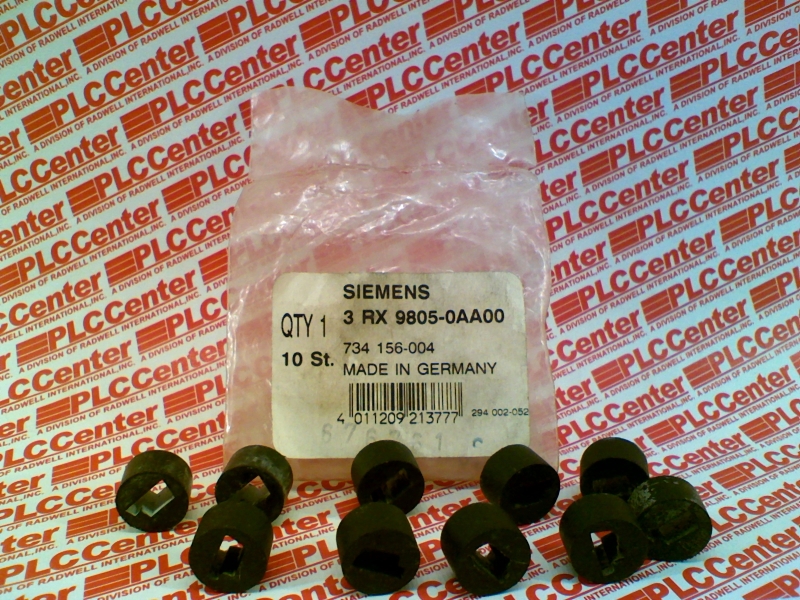 PLCCenter
A DIVISION OF RADWELL INTERNATIONAL, INC.
SIEMENS
QTY 1 3 RX 9805-0AA00
10 St. 734 156-004
MADE IN GERMANY
4 011209 213777 294 002-052